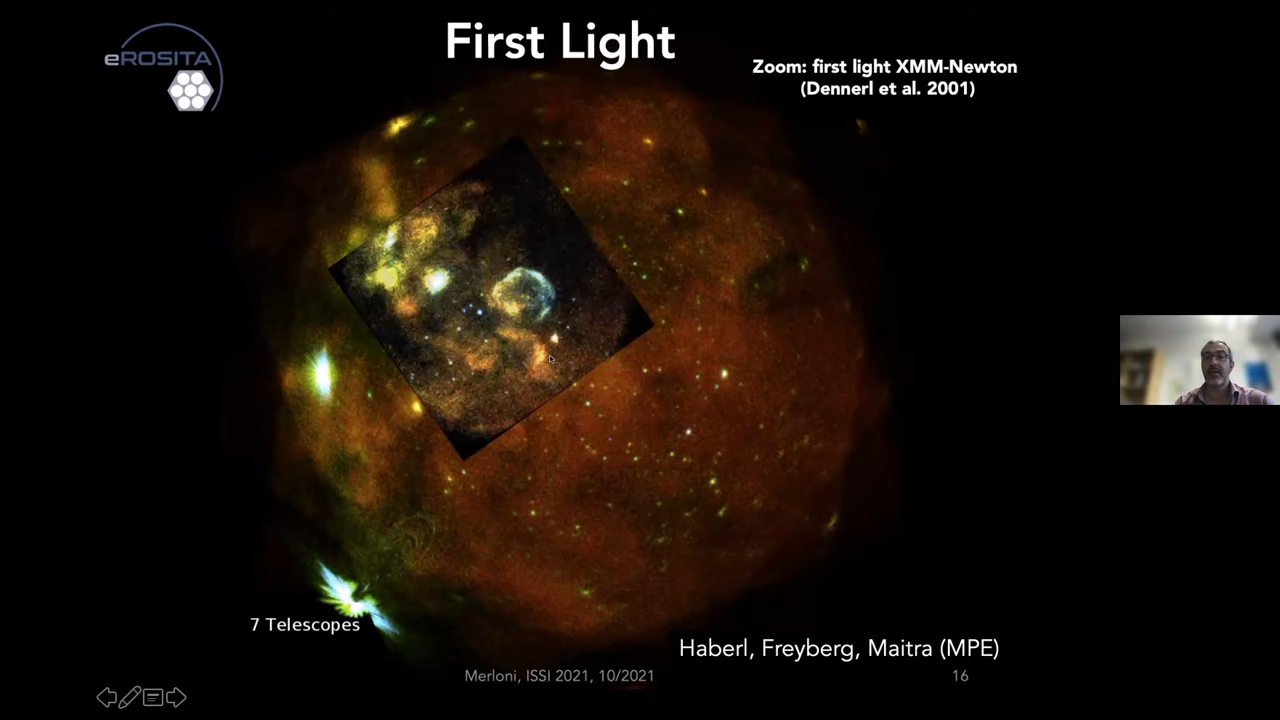 eROSITA
First Light
Zoom: first light XMM-Newton
(Dennerl et al. 2001)
7 Telescopes
Haberl, Freyberg, Maitra (MPE)
Merloni, ISSI 2021, 10/2021
16